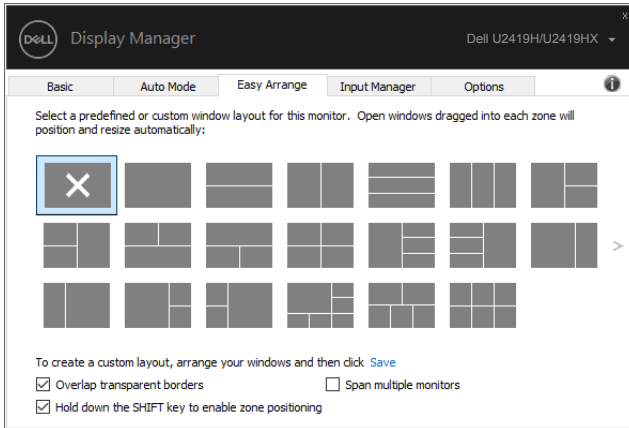 x
DELL Display Manager Dell U2419H/U2419HX
Basic Auto Mode Easy Arrange Input Manager Options i
Select a predefined or custom window layout for this monitor. Open windows dragged into each zone will
position and resize automatically:
>
To create a custom layout, arrange your windows and then click Save
Overlap transparent borders Span multiple monitors
Hold down the SHIFT key to enable zone positioning